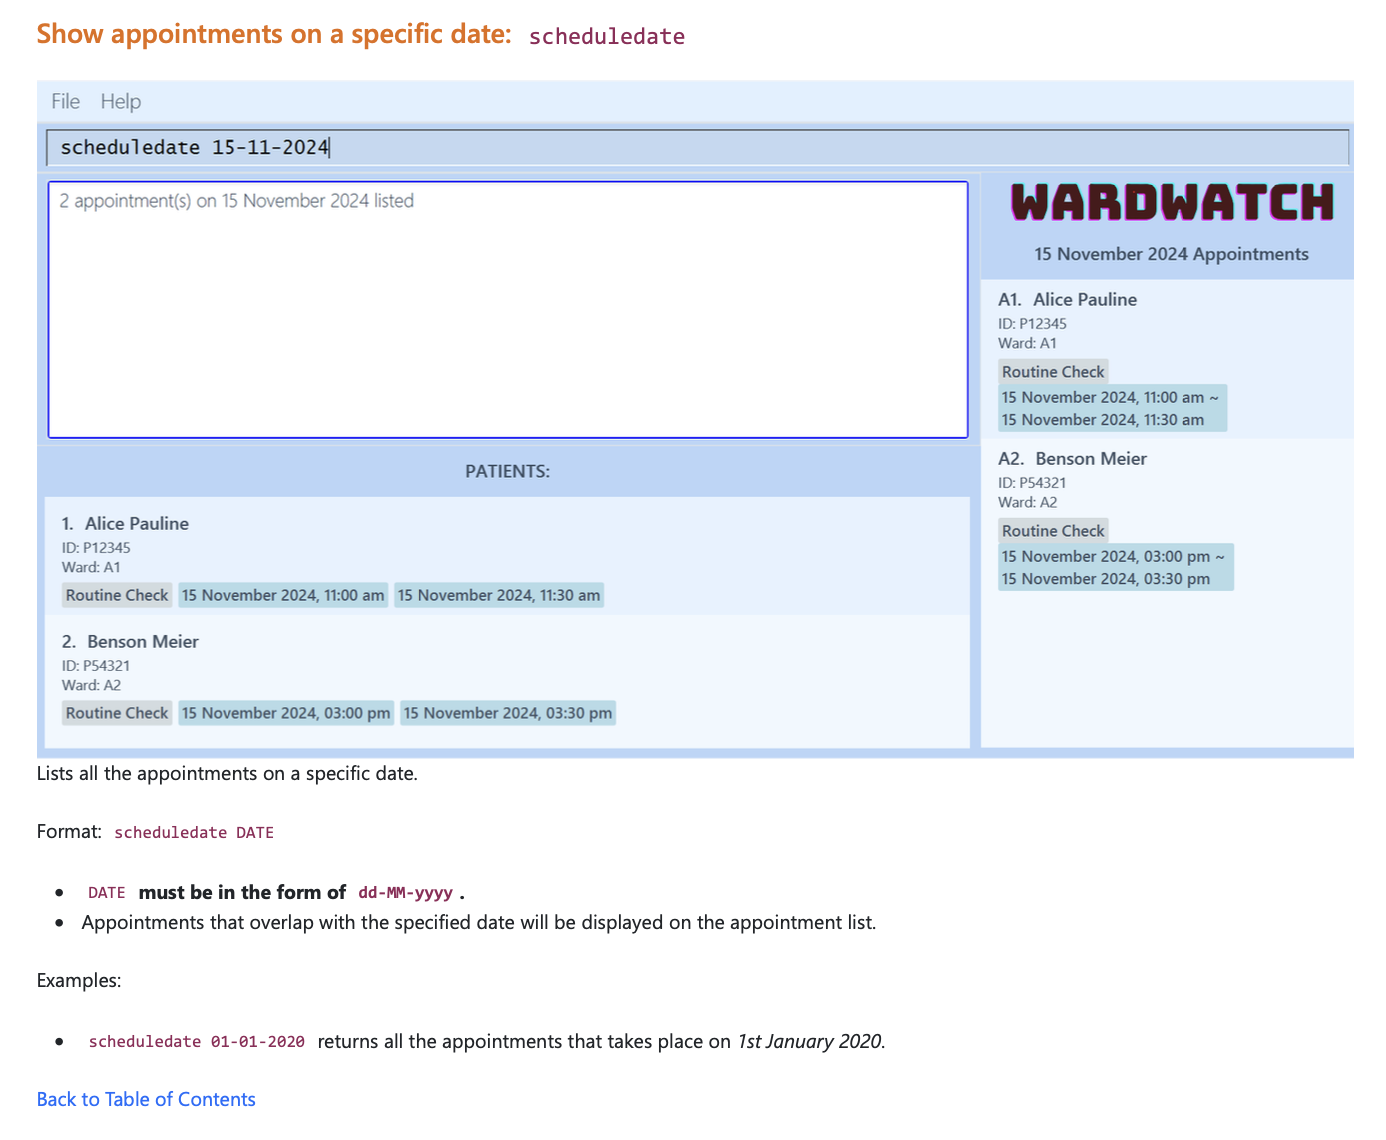 Show appointments on a specific date: scheduledate
File Help
scheduledate 15-11-2024
2 appointment(s) on 15 November 2024 listed
WARDWATCH
15 November 2024 Appointments
A1. Alice Pauline
ID: P12345
Ward: A1
Routine Check
15 November 2024, 11:00 am ~
15 November 2024, 11:30 am
A2. Benson Meier
ID: P54321
Ward: A2
Routine Check
15 November 2024, 03:00 pm ~
15 November 2024, 03:30 pm
PATIENTS:
1. Alice Pauline
ID: P12345
Ward: A1
Routine Check 15 November 2024, 11:00 am 15 November 2024, 11:30 am
2. Benson Meier
ID: P54321
Ward: A2
Routine Check 15 November 2024, 03:00 pm 15 November 2024, 03:30 pm
Lists all the appointments on a specific date.
Format: scheduledate DATE
• DATE must be in the form of dd-MM-yyyy .
• Appointments that overlap with the specified date will be displayed on the appointment list.
Examples:
• scheduledate 01-01-2020 returns all the appointments that takes place on 1st January 2020.
Back to Table of Contents